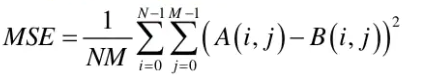 MSE = \frac{1}{NM} \sum_{i=0}^{N-1} \sum_{j=0}^{M-1} (A(i,j) - B(i,j))^2